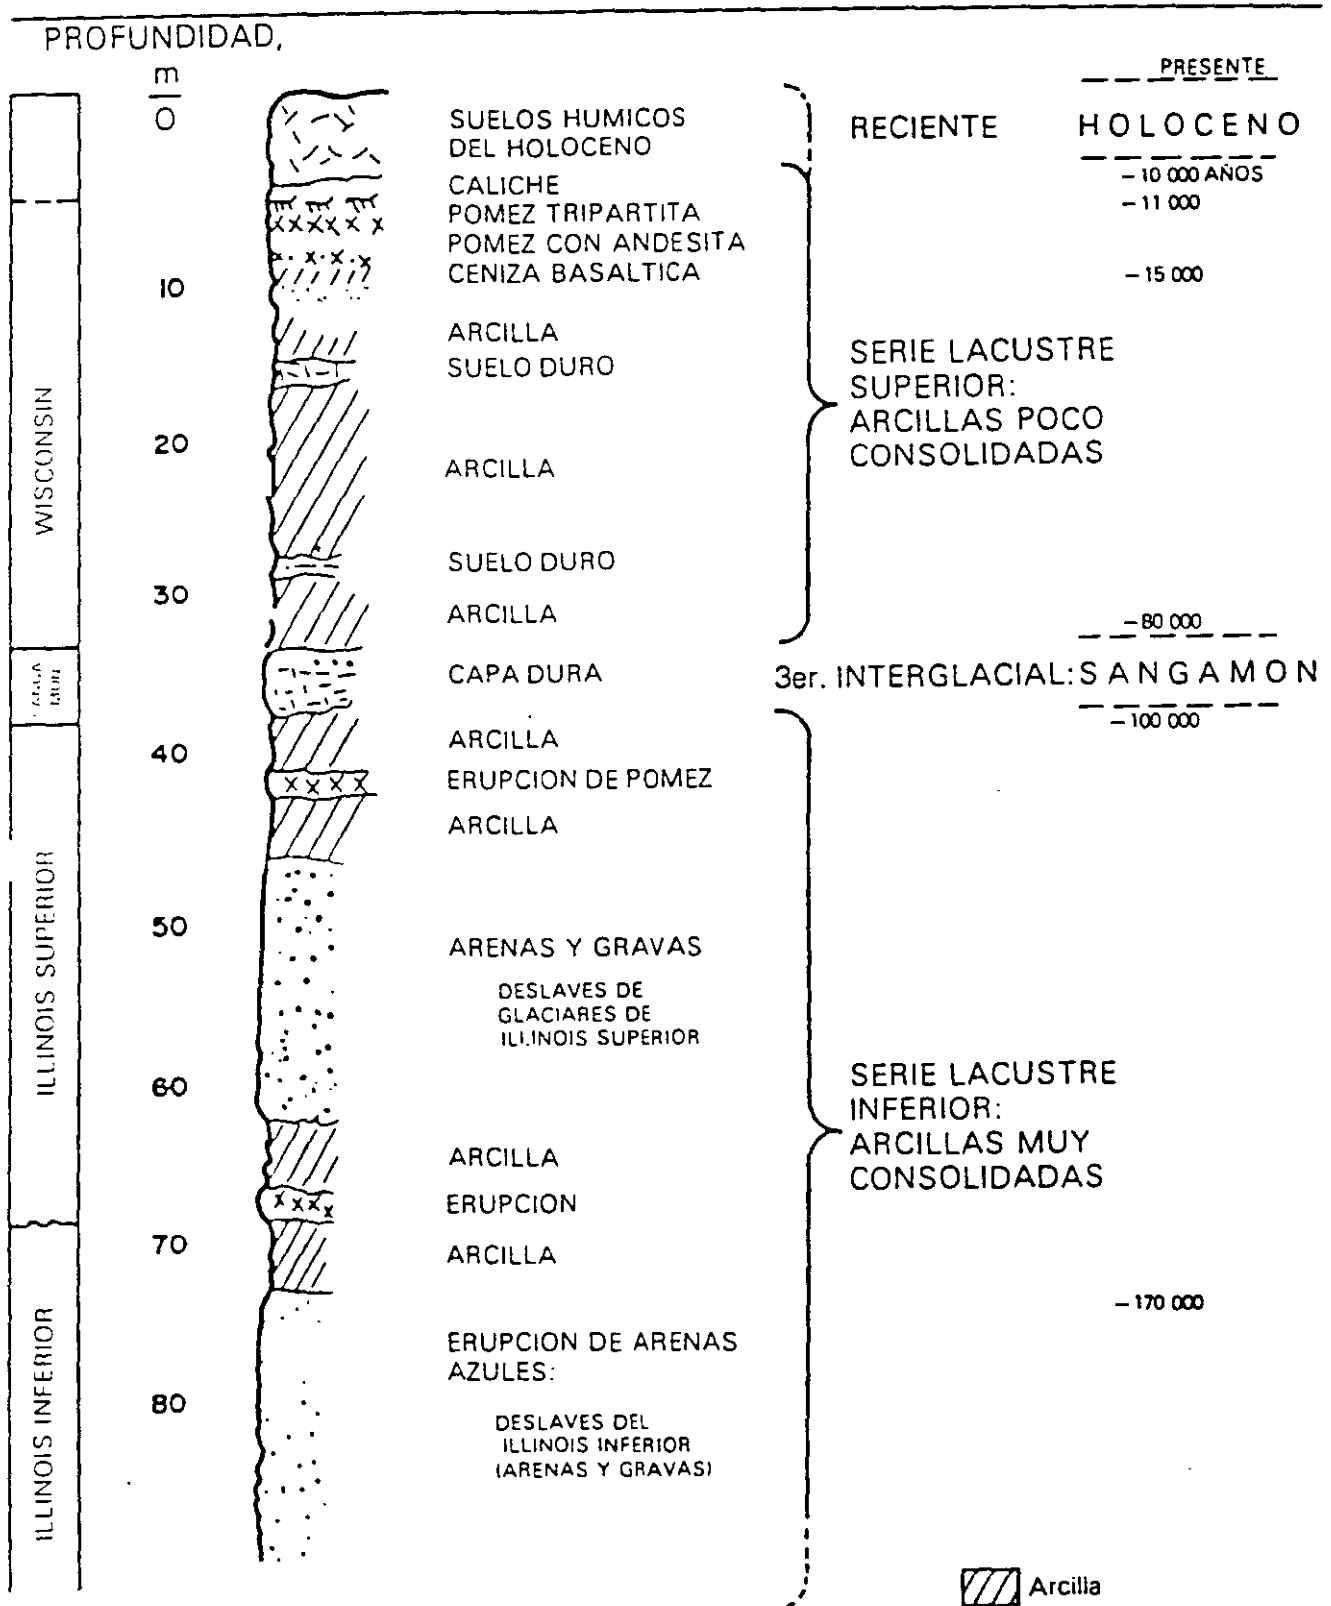 PROFUNDIDAD,
m
PRESENTE
0
SUELOS HUMICOS
DEL HOLOCENO
RECIENTE
HOLOCENO
CALICHE
– 10 000 AÑOS
POMEZ TRIPARTITA
– 11 000
POMEZ CON ANDESITA
CENIZA BASALTICA
– 15 000
10
ARCILLA
SUELO DURO
SERIE LACUSTRE
SUPERIOR:
ARCILLAS POCO
CONSOLIDADAS
WISCONSIN
20
ARCILLA
SUELO DURO
30
ARCILLA
– 80 000
CAPA DURA
3er. INTERGLACIAL: SANGAMON
– 100 000
ARCILLA
40
ERUPCION DE POMEZ
ARCILLA
ILLINOIS SUPERIOR
50
ARENAS Y GRAVAS
DESLAVES DE
GLACIARES DE
ILLINOIS SUPERIOR
60
SERIE LACUSTRE
INFERIOR:
ARCILLAS MUY
CONSOLIDADAS
ARCILLA
ERUPCION
70
ARCILLA
– 170 000
ILLINOIS INFERIOR
ERUPCION DE ARENAS
AZULES:
80
DESLAVES DEL
ILLINOIS INFERIOR
(ARENAS Y GRAVAS)
Arcilla